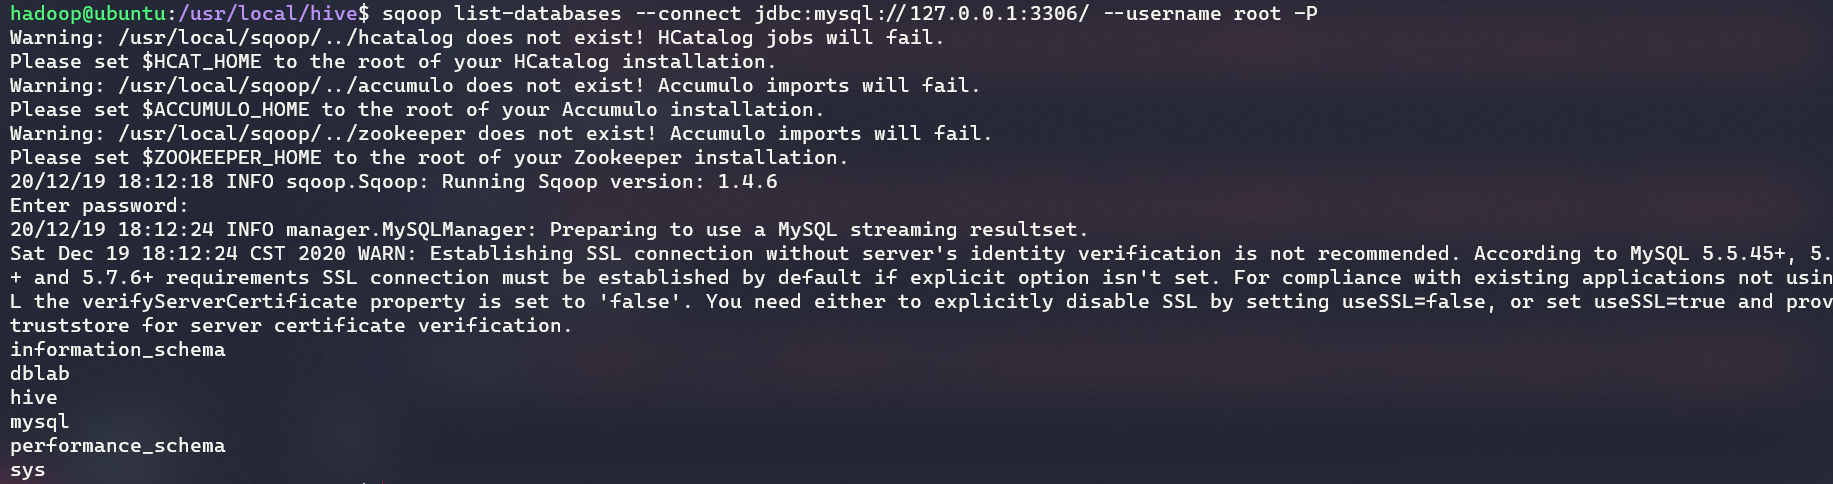 hadoop@ubuntu:/usr/local/hive$ sqoop list-databases --connect jdbc:mysql://127.0.0.1:3306/ --username root -P
Warning: /usr/local/sqoop/../hcatalog does not exist! HCatalog jobs will fail.
Please set $HCAT_HOME to the root of your HCatalog installation.
Warning: /usr/local/sqoop/../accumulo does not exist! Accumulo imports will fail.
Please set $ACCUMULO_HOME to the root of your Accumulo installation.
Warning: /usr/local/sqoop/../zookeeper does not exist! Accumulo imports will fail.
Please set $ZOOKEEPER_HOME to the root of your Zookeeper installation.
20/12/19 18:12:18 INFO sqoop.Sqoop: Running Sqoop version: 1.4.6
Enter password:
20/12/19 18:12:24 INFO manager.MySQLManager: Preparing to use a MySQL streaming resultset.
Sat Dec 19 18:12:24 CST 2020 WARN: Establishing SSL connection without server's identity verification is not recommended. According to MySQL 5.5.45+, 5.
+ and 5.7.6+ requirements SSL connection must be established by default if explicit option isn't set. For compliance with existing applications not usin
L the verifyServerCertificate property is set to 'false'. You need either to explicitly disable SSL by setting useSSL=false, or set useSSL=true and prov
truststore for server certificate verification.
information_schema
dblab
hive
mysql
performance_schema
sys